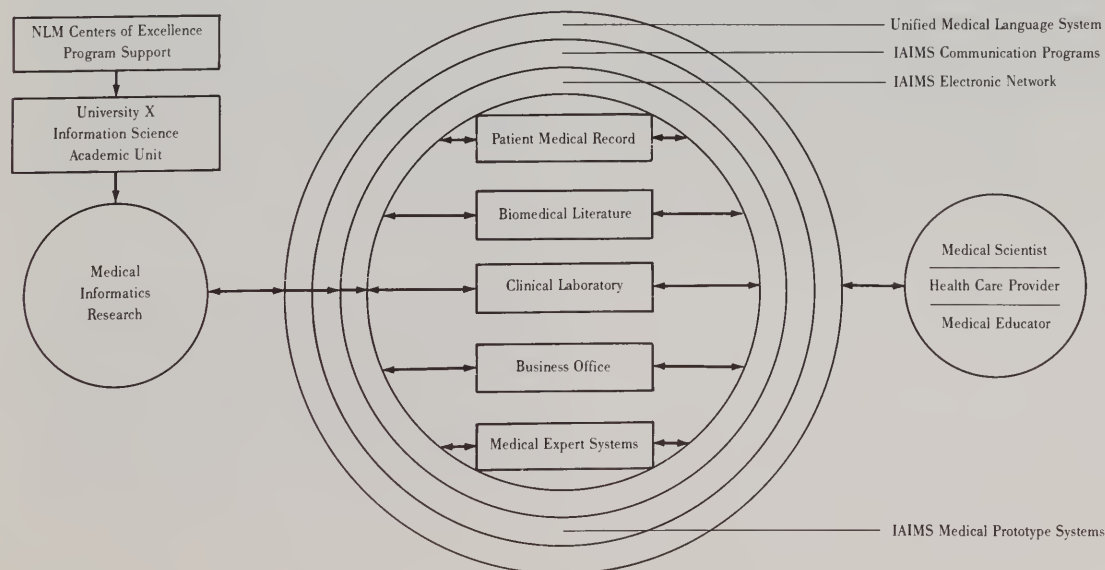 NLM Centers of Excellence
Program Support
University X
Information Science
Academic Unit
Medical
Informatics
Research
Unified Medical Language System
IAIMS Communication Programs
IAIMS Electronic Network
Patient Medical Record
Biomedical Literature
Clinical Laboratory
Business Office
Medical Expert Systems
Medical Scientist
Health Care Provider
Medical Educator
IAIMS Medical Prototype Systems